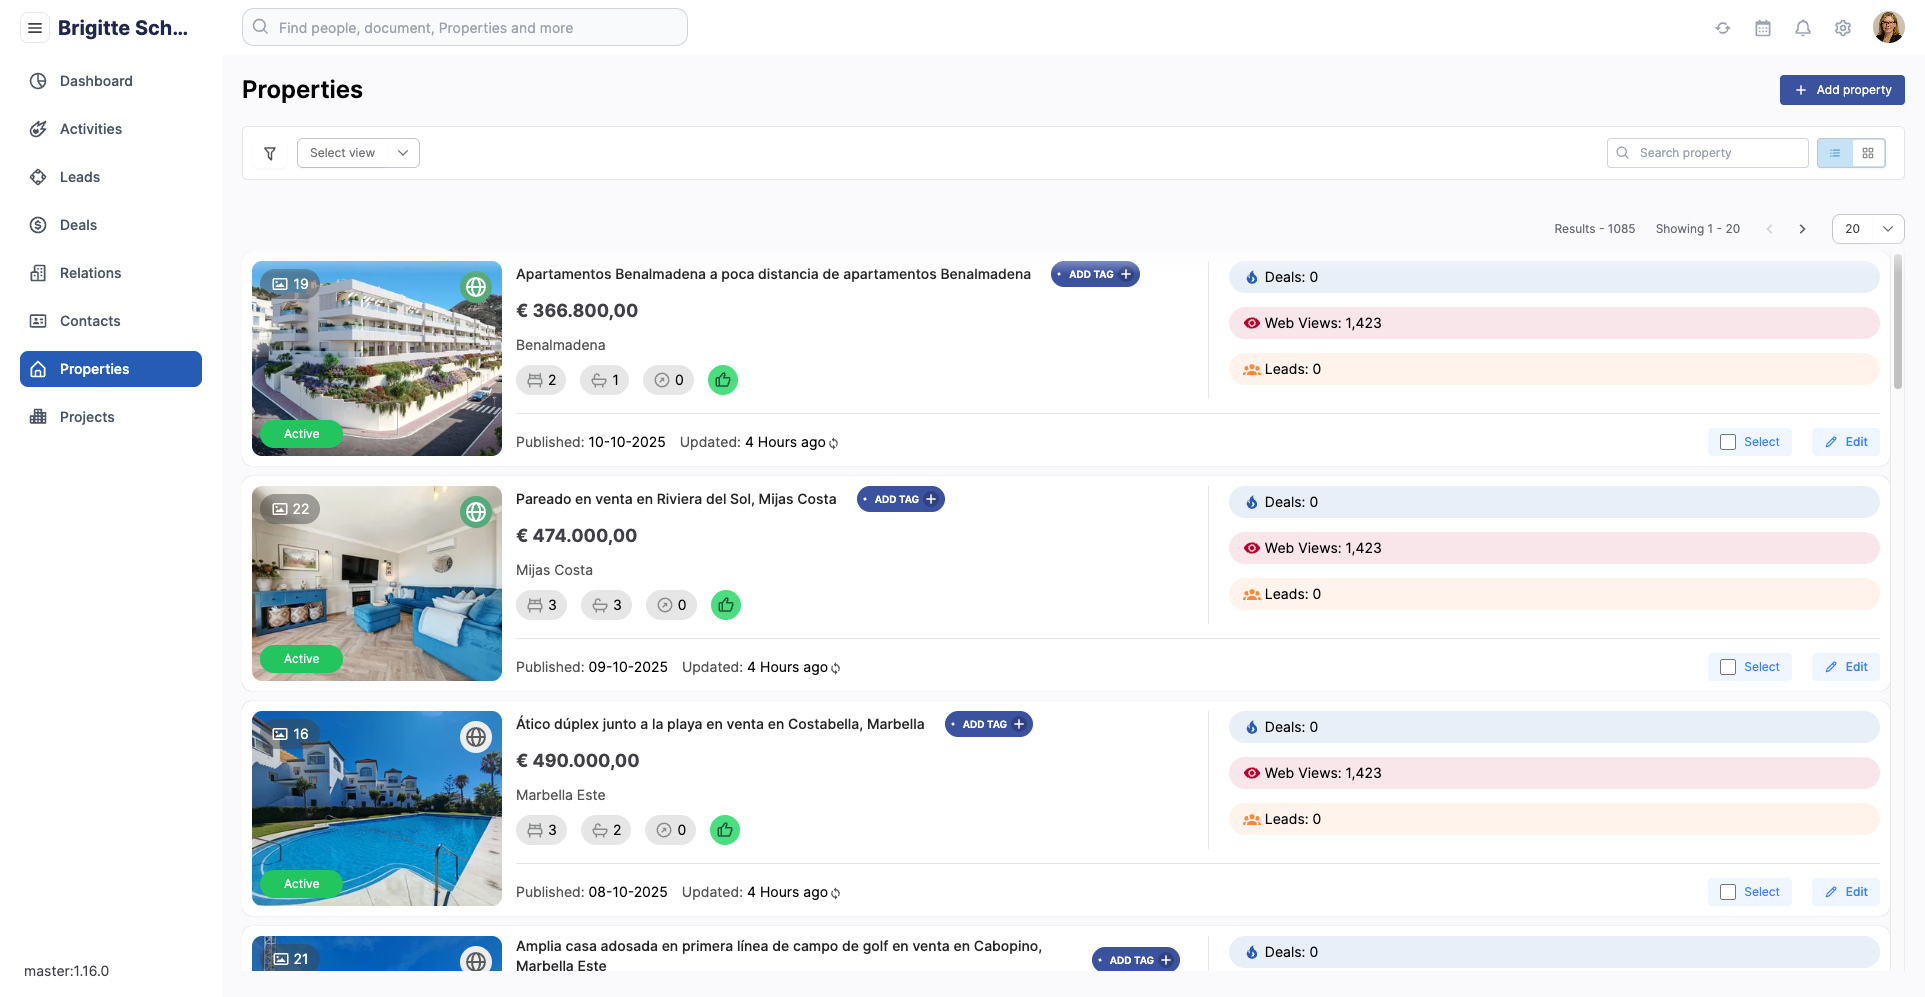 Brigitte Sch...
Find people, document, Properties and more
Dashboard
Activities
Leads
Deals
Relations
Contacts
Properties
Projects
master:1.16.0
Properties
Add property
Select view
Search property
Results - 1085
Showing 1 - 20
20
19
Active
Apartamentos Benalmadena a poca distancia de apartamentos Benalmadena
• ADD TAG
€ 366.800,00
Benalmadena
2
1
0
Deals: 0
Web Views: 1,423
Leads: 0
Published: 10-10-2025
Updated: 4 Hours ago
Select
Edit
22
Active
Pareado en venta en Riviera del Sol, Mijas Costa
• ADD TAG
€ 474.000,00
Mijas Costa
3
3
0
Deals: 0
Web Views: 1,423
Leads: 0
Published: 09-10-2025
Updated: 4 Hours ago
Select
Edit
16
Active
Ático dúplex junto a la playa en venta en Costabella, Marbella
• ADD TAG
€ 490.000,00
Marbella Este
3
2
0
Deals: 0
Web Views: 1,423
Leads: 0
Published: 08-10-2025
Updated: 4 Hours ago
Select
Edit
21
Amplia casa adosada en primera línea de campo de golf en venta en Cabopino,
Marbella Este
• ADD TAG
Deals: 0